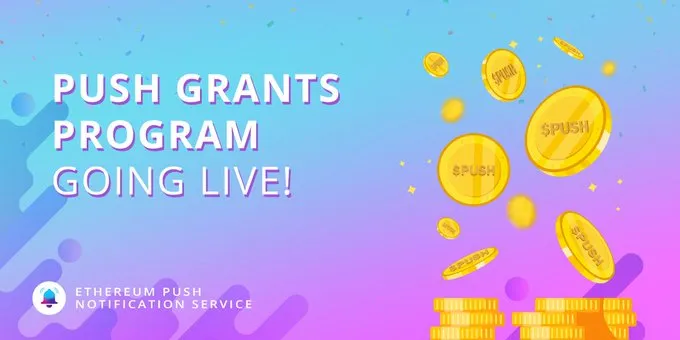 PUSH GRANTS
PROGRAM
GOING LIVE!
$PUSH
$PUSH
$PUSH
$PUSH
$PUSH
ETHEREUM PUSH
NOTIFICATION SERVICE